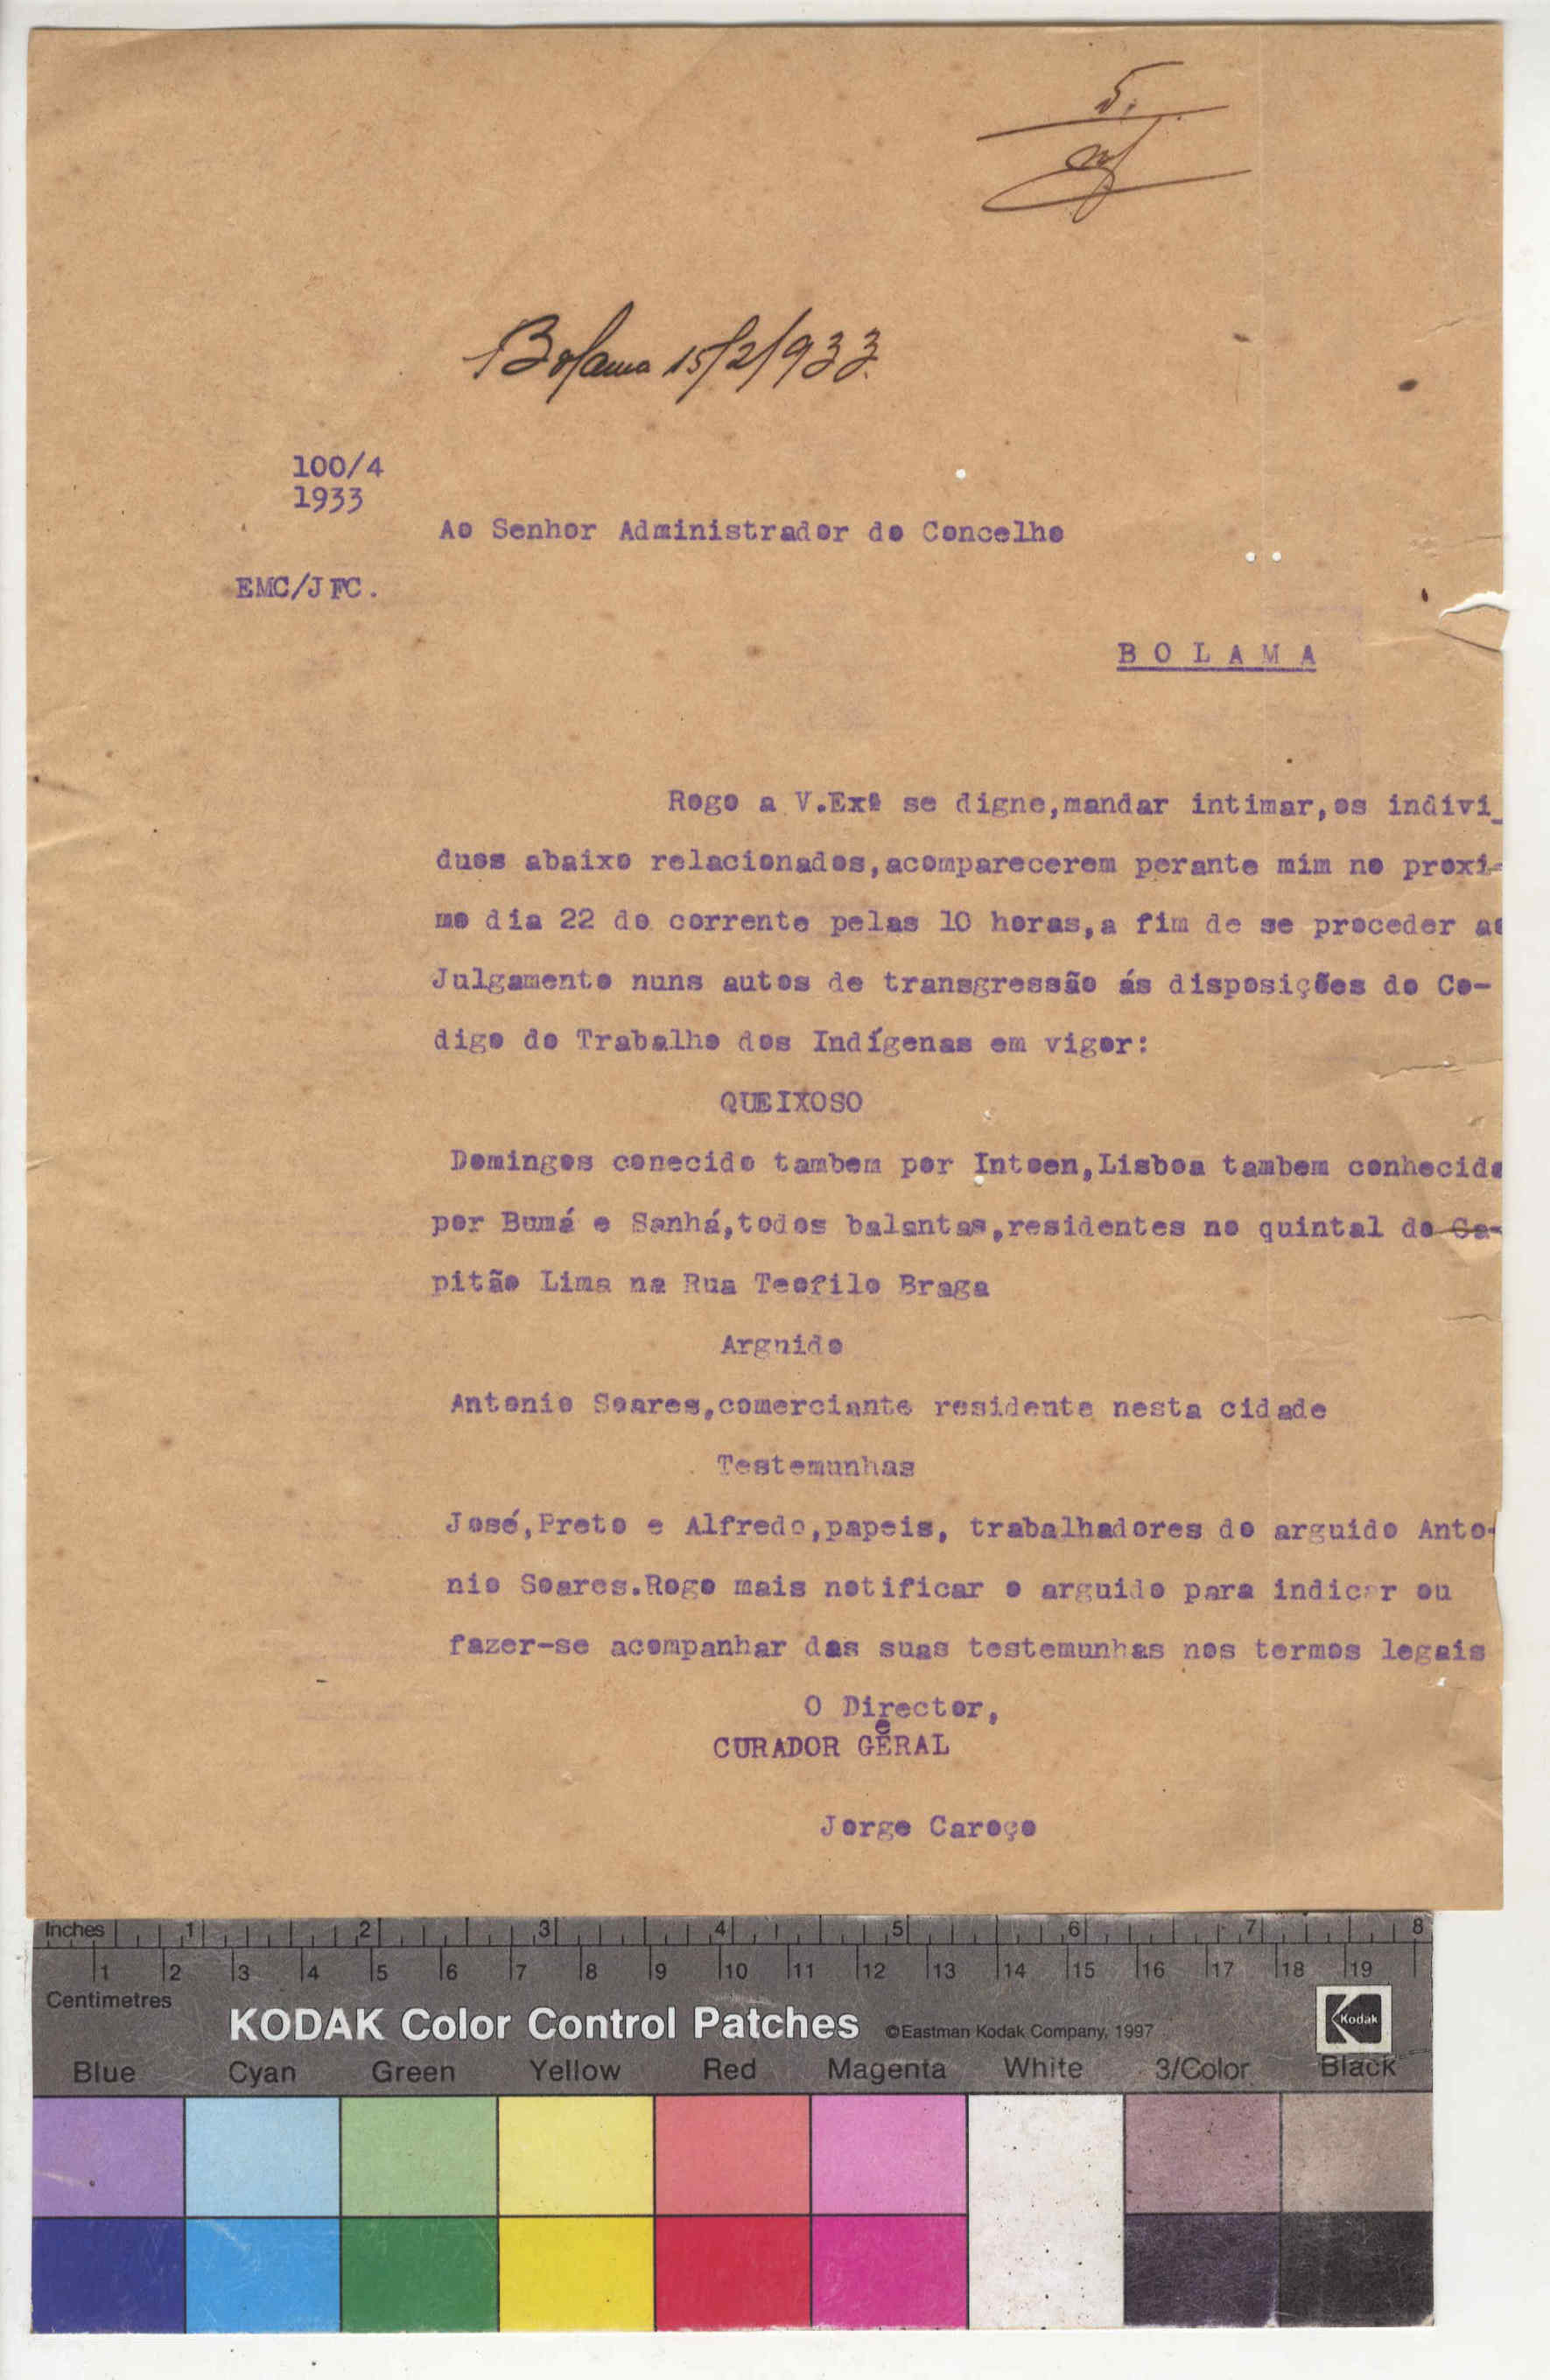 5.
Bolama 15/2/933.
100/4
1933
Ao Senhor Administrador do Concelho
EMC/JFC.
B O L A M A
Rogo a V.Exª se digne,mandar intimar,os indivi_
duos abaixo relacionados,acomparecerem perante mim no proxi-
mo dia 22 do corrente pelas 10 horas,a fim de se proceder ao
Julgamento nuns autos de transgressão ás disposições do Co-
digo do Trabalho dos Indígenas em vigor:
QUEIXOSO
Domingos conecido tambem por Intoen,Lisboa tambem conhecido
por Bumá e Sanhá,todos balantas,residentes no quintal do Ca-
pitão Lima na Rua Teofilo Braga
Arguido
Antonio Soares,comerciante residente nesta cidade
Testemunhas
José,Preto e Alfredo,papeis, trabalhadores do arguido Anto-
nio Soares.Rogo mais notificar o arguido para indicar ou
fazer-se acompanhar das suas testemunhas nos termos legais
O Director,
e
CURADOR GERAL
Jorge Caroço
Inches 1 2 3 4 5 6 7 8
1 2 3 4 5 6 7 8 9 10 11 12 13 14 15 16 17 18 19
Centimetres
KODAK Color Control Patches ©Eastman Kodak Company, 1997 Kodak
Blue Cyan Green Yellow Red Magenta White 3/Color Black